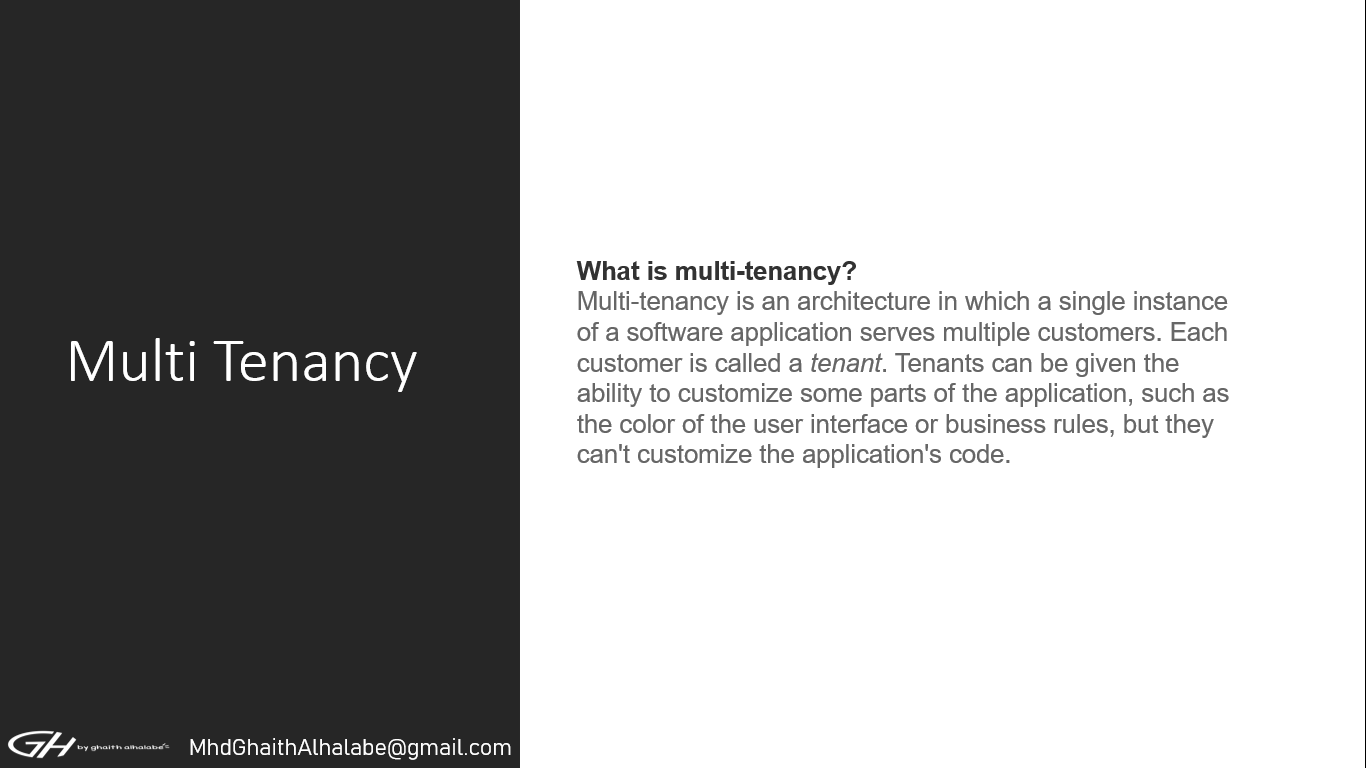 Multi Tenancy
What is multi-tenancy?
Multi-tenancy is an architecture in which a single instance
of a software application serves multiple customers. Each
customer is called a tenant. Tenants can be given the
ability to customize some parts of the application, such as
the color of the user interface or business rules, but they
can't customize the application's code.
GH by ghaith alhalabe's
MhdGhaithAlhalabe@gmail.com